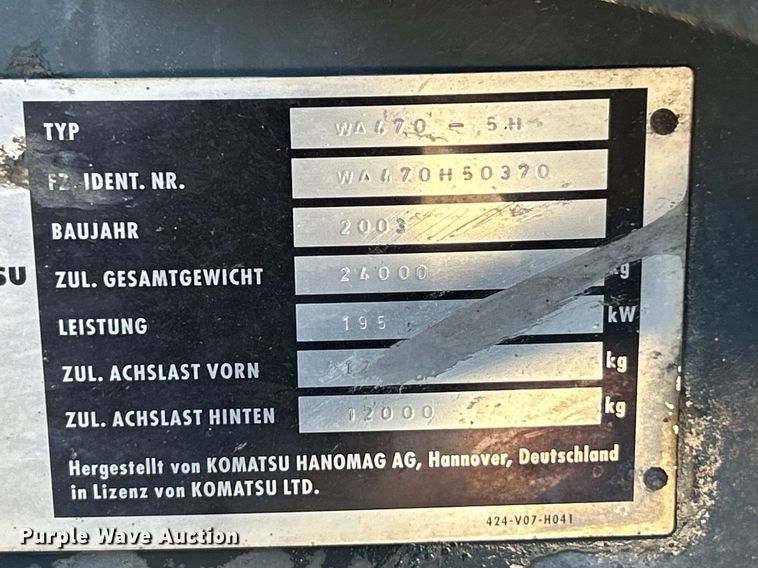 TYP WA470-5H
FZ. IDENT. NR. WA470H50370
BAUJAHR 2003
SU
ZUL. GESAMTGEWICHT 24000 kg
LEISTUNG 195 kW
ZUL. ACHSLAST VORN kg
ZUL. ACHSLAST HINTEN 12000 kg
Hergestellt von KOMATSU HANOMAG AG, Hannover, Deutschland
in Lizenz von KOMATSU LTD.
424-V07-H041
Purple Wave Auction